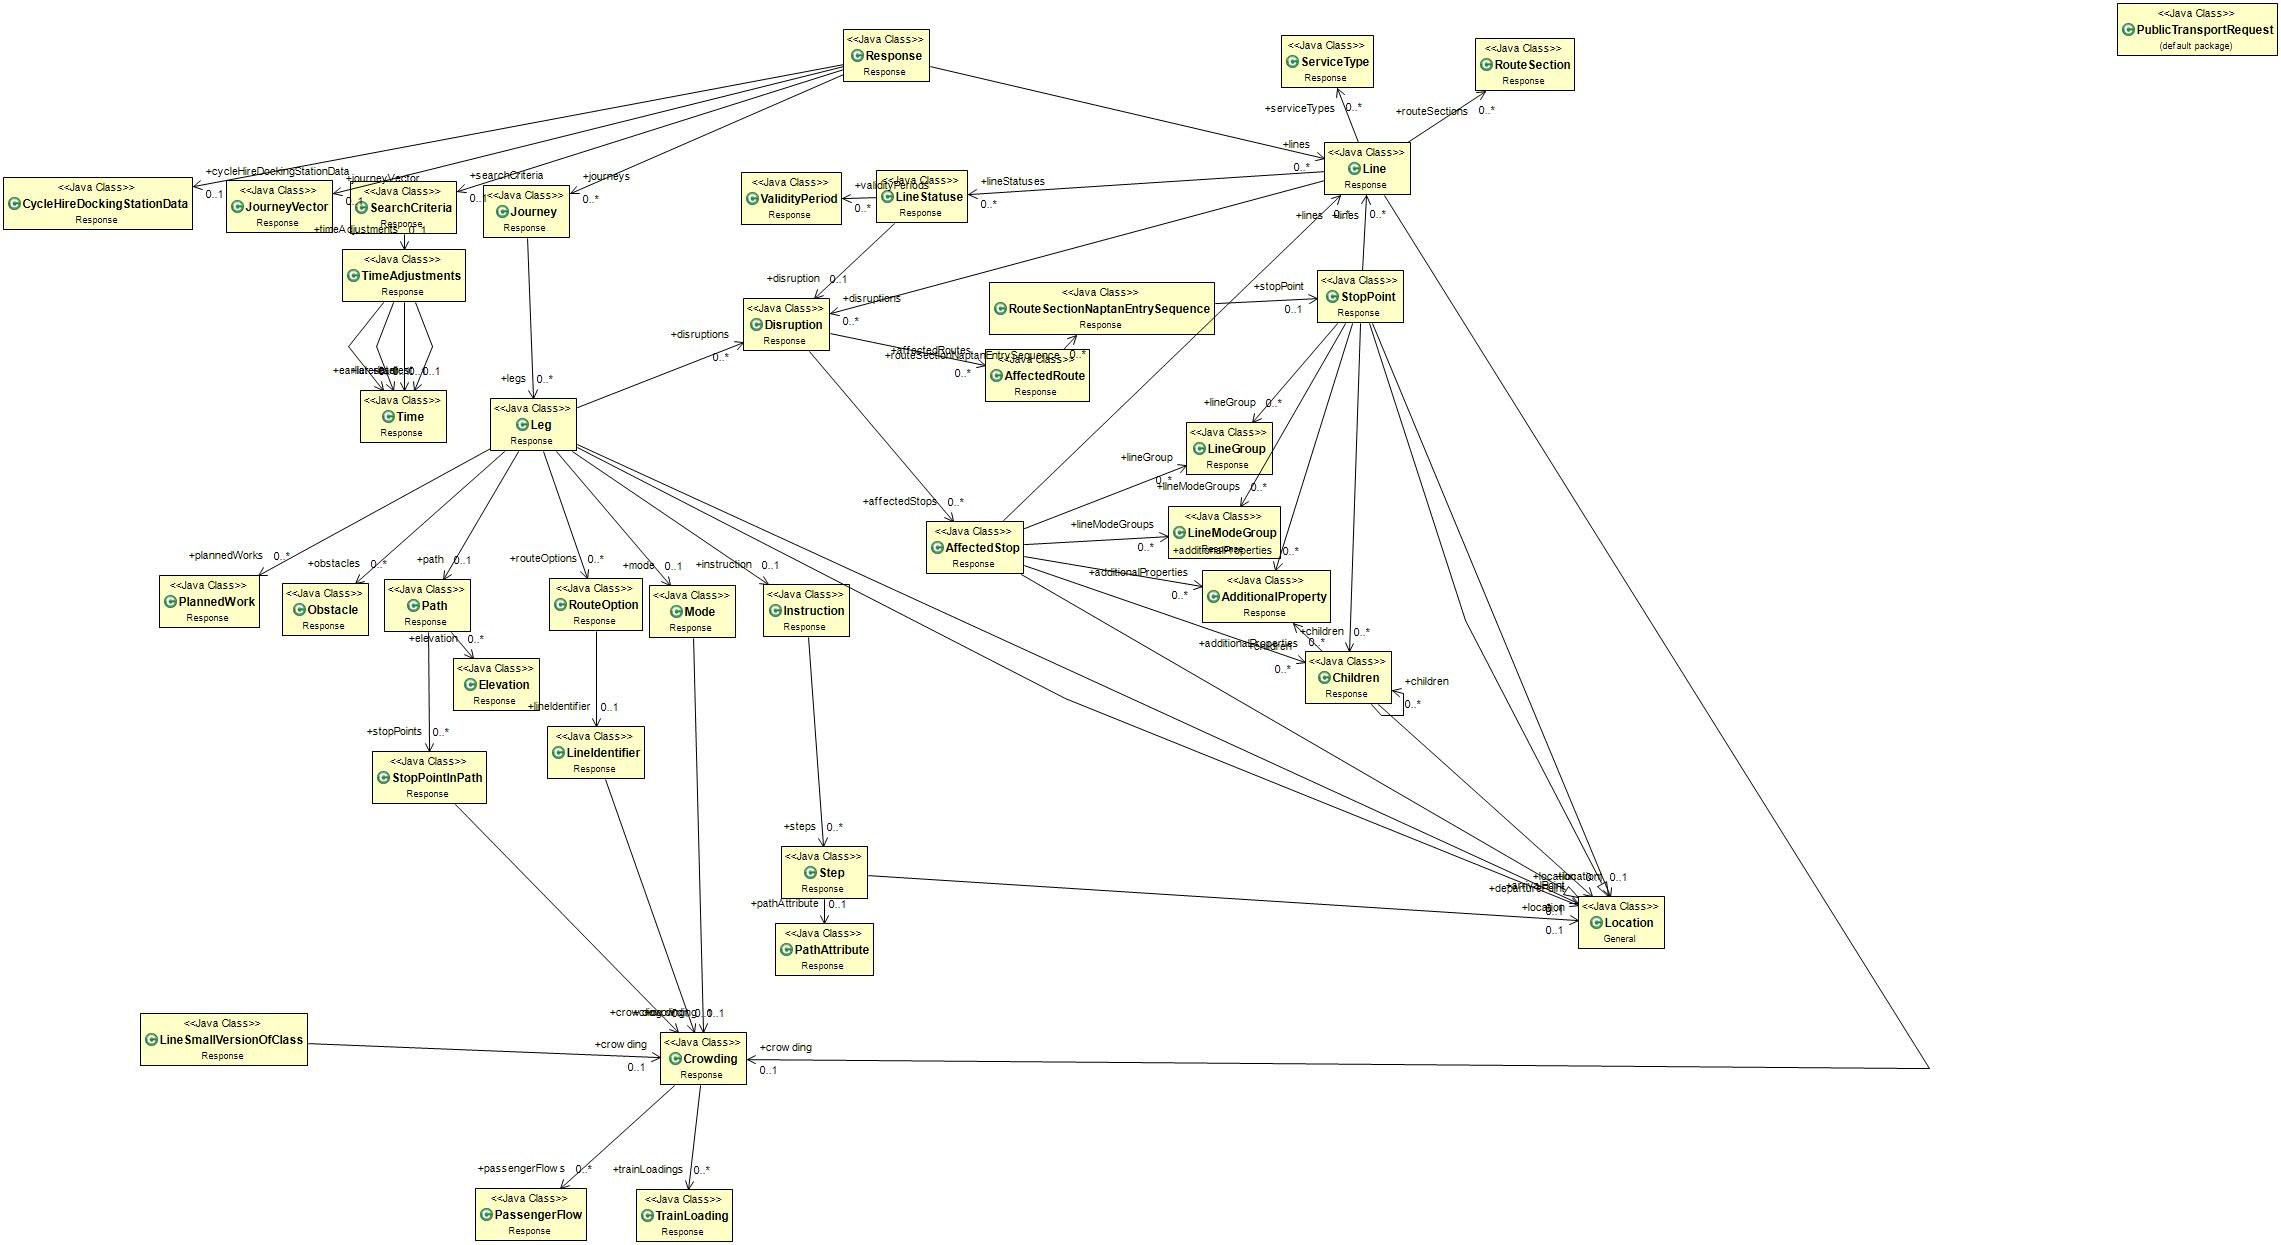 <<Java Class>>
PublicTransportRequest
(default package)
<<Java Class>>
Response
Response
<<Java Class>>
ServiceType
Response
<<Java Class>>
RouteSection
Response
+serviceTypes
0..*
+routeSections
0..*
+lines
0..*
<<Java Class>>
Line
Response
+cycleHireDockingStationData
0..1
+journeyVector
0..1
+searchCriteria
0..1
+journeys
0..*
<<Java Class>>
CycleHireDockingStationData
Response
<<Java Class>>
JourneyVector
Response
<<Java Class>>
SearchCriteria
Response
<<Java Class>>
Journey
Response
<<Java Class>>
ValidityPeriod
Response
+validityPeriods
0..*
<<Java Class>>
LineStatuse
Response
+lineStatuses
0..*
+lines
+lines
0..*
+timeAdjustments
0..1
<<Java Class>>
TimeAdjustments
Response
0..1
<<Java Class>>
Time
Response
+disruption
0..1
+disruptions
0..*
<<Java Class>>
Disruption
Response
+disruptions
0..*
<<Java Class>>
RouteSectionNaptanEntrySequence
Response
+stopPoint
0..1
<<Java Class>>
StopPoint
Response
+affectedRoutes
0..*
+routeSectionNaptanEntrySequence
0..*
<<Java Class>>
AffectedRoute
Response
+legs
0..*
<<Java Class>>
Leg
Response
+lineGroup
0..*
<<Java Class>>
LineGroup
Response
+lineGroup
0..*
+lineModeGroups
0..*
+affectedStops
0..*
<<Java Class>>
AffectedStop
Response
+lineModeGroups
0..*
<<Java Class>>
LineModeGroup
Response
+additionalProperties
0..*
+additionalProperties
0..*
<<Java Class>>
AdditionalProperty
Response
+plannedWorks
0..*
+obstacles
0..*
+path
0..1
+routeOptions
0..*
+mode
0..1
+instruction
0..1
<<Java Class>>
PlannedWork
Response
<<Java Class>>
Obstacle
Response
<<Java Class>>
Path
Response
<<Java Class>>
RouteOption
Response
<<Java Class>>
Mode
Response
<<Java Class>>
Instruction
Response
+children
0..*
+additionalProperties
0..*
+children
0..*
<<Java Class>>
Children
Response
+children
0..*
+elevation
0..*
<<Java Class>>
Elevation
Response
+stopPoints
0..*
<<Java Class>>
StopPointInPath
Response
+lineIdentifier
0..1
<<Java Class>>
LineIdentifier
Response
+steps
0..*
<<Java Class>>
Step
Response
+pathAttribute
0..1
<<Java Class>>
PathAttribute
Response
+location
+location
0..1
+arrivalPoint
+departurePoint
+location
0..1
0..1
<<Java Class>>
Location
General
<<Java Class>>
LineSmallVersionOfClass
Response
+crowding
0..1
+crowding
0..1
<<Java Class>>
Crowding
Response
+crowding
0..1
+passengerFlows
0..*
+trainLoadings
0..*
<<Java Class>>
PassengerFlow
Response
<<Java Class>>
TrainLoading
Response